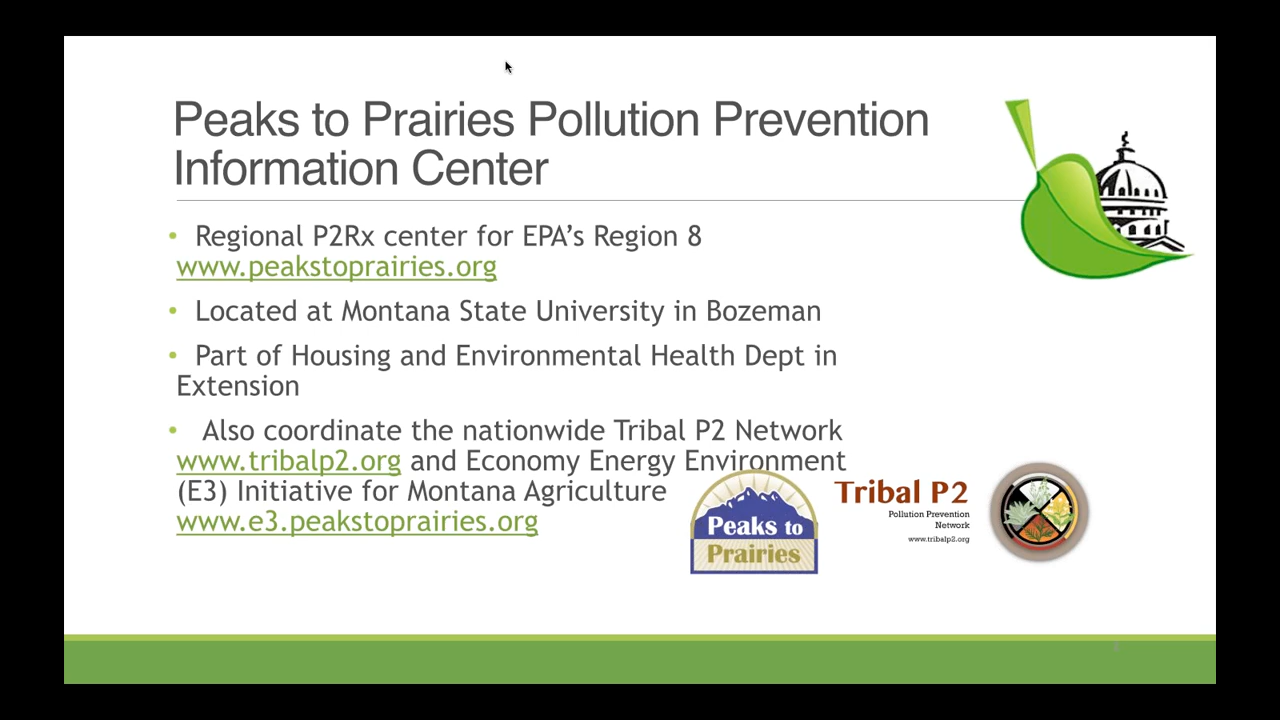 Peaks to Prairies Pollution Prevention
Information Center
• Regional P2Rx center for EPA’s Region 8
www.peakstoprairies.org
• Located at Montana State University in Bozeman
• Part of Housing and Environmental Health Dept in
Extension
• Also coordinate the nationwide Tribal P2 Network
www.tribalp2.org and Economy Energy Environment
(E3) Initiative for Montana Agriculture
www.e3.peakstoprairies.org
Peaks to
Prairies
Tribal P2
Pollution Prevention
Network
www.tribalp2.org